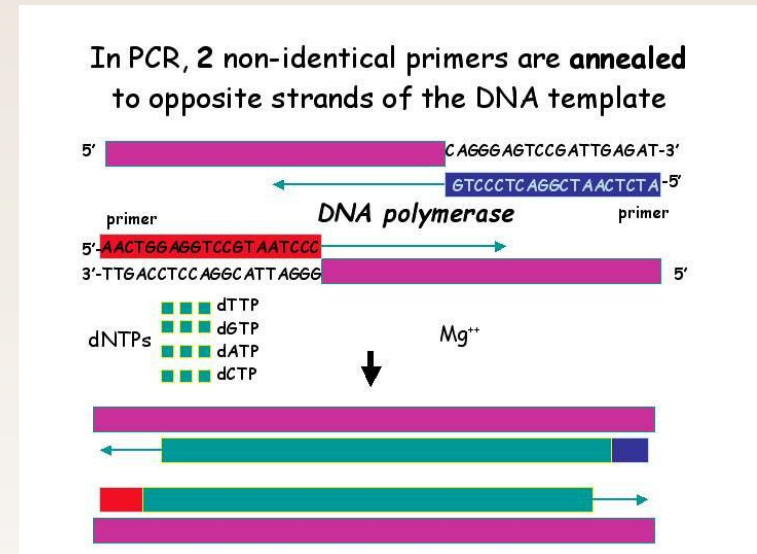 In PCR, 2 non-identical primers are annealed
to opposite strands of the DNA template
5' CAGGGAGTCCGATTGAGAT-3'
GTCCCTCAGGCTAACTCTA-5'
primer DNA polymerase primer
5'-AACTGGAGGTCCGTAATCCC
3'-TTGACCTCCAGGCATTAGGG 5'
dTTP
dGTP
dNTPs Mg++
dATP
dCTP